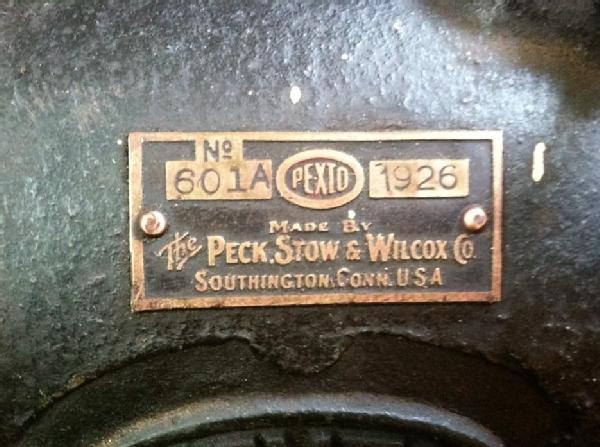 Nº
601A PEXTO 1926
MADE BY
The PECK, STOW & WILCOX CO.
SOUTHINGTON, CONN. U.S.A